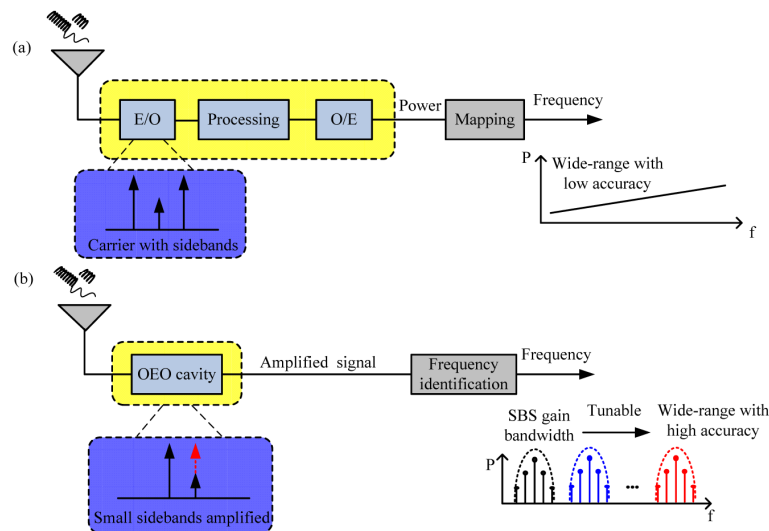 (a)
E/O
Processing
O/E
Power
Mapping
Frequency
Carrier with sidebands
P
Wide-range with
low accuracy
f
(b)
OEO cavity
Amplified signal
Frequency
identification
Frequency
Small sidebands amplified
SBS gain
bandwidth
Tunable
Wide-range with
high accuracy
P
...
f